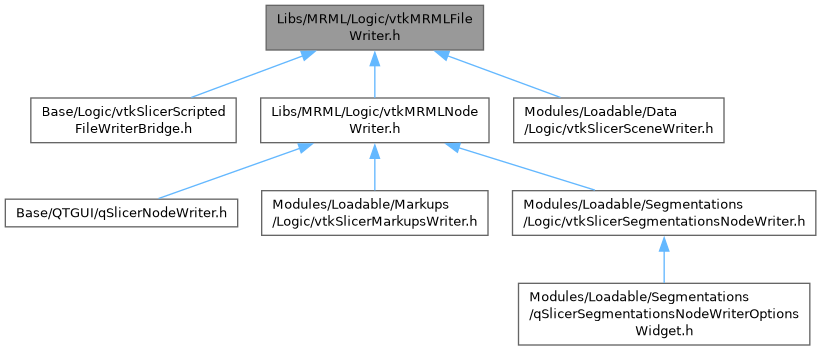 Libs/MRML/Logic/vtkMRMLFile
Writer.h
Base/Logic/vtkSlicerScripted
FileWriterBridge.h
Libs/MRML/Logic/vtkMRMLNode
Writer.h
Modules/Loadable/Data
/Logic/vtkSlicerSceneWriter.h
Base/QTGUI/qSlicerNodeWriter.h
Modules/Loadable/Markups
/Logic/vtkSlicerMarkupsWriter.h
Modules/Loadable/Segmentations
/Logic/vtkSlicerSegmentationsNodeWriter.h
Modules/Loadable/Segmentations
/qSlicerSegmentationsNodeWriterOptions
Widget.h